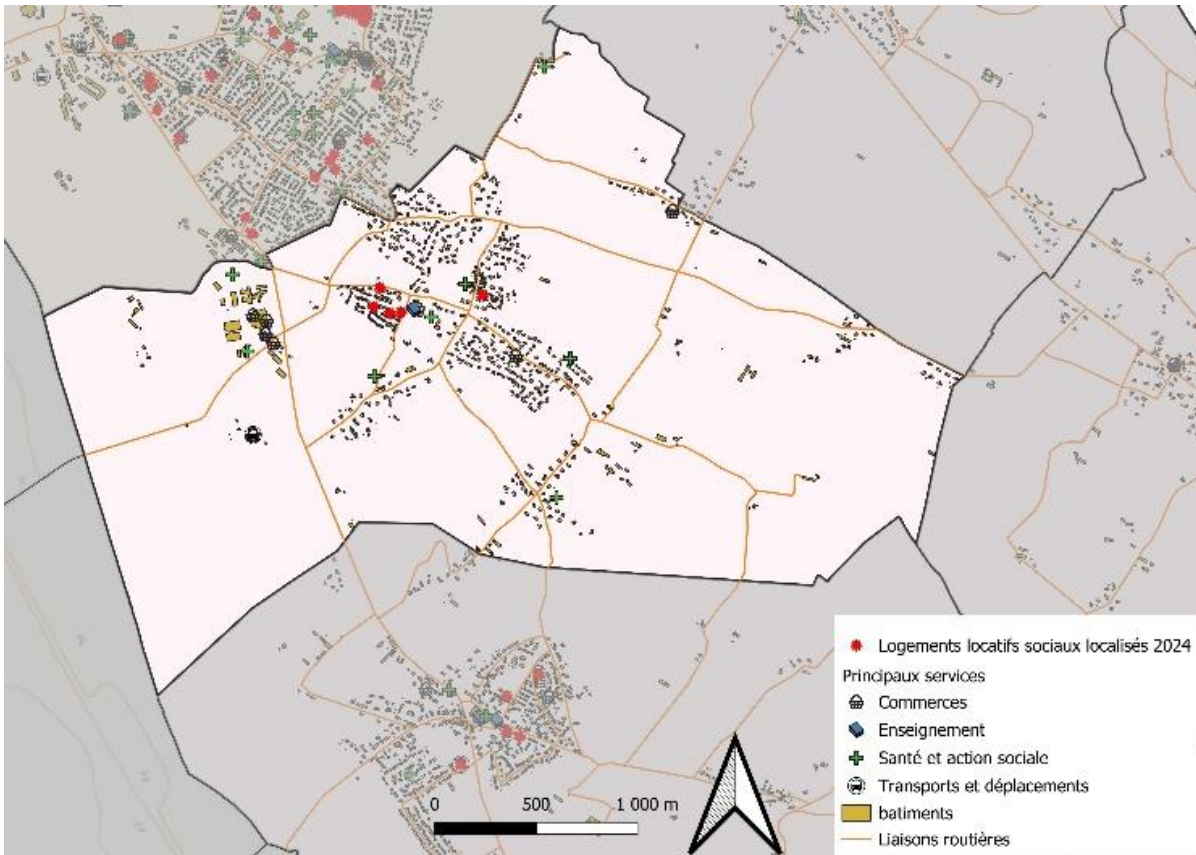 Logements locatifs sociaux localisés 2024
Principaux services
Commerces
Enseignement
Santé et action sociale
Transports et déplacements
batiments
Liaisons routières
0 500 1 000 m